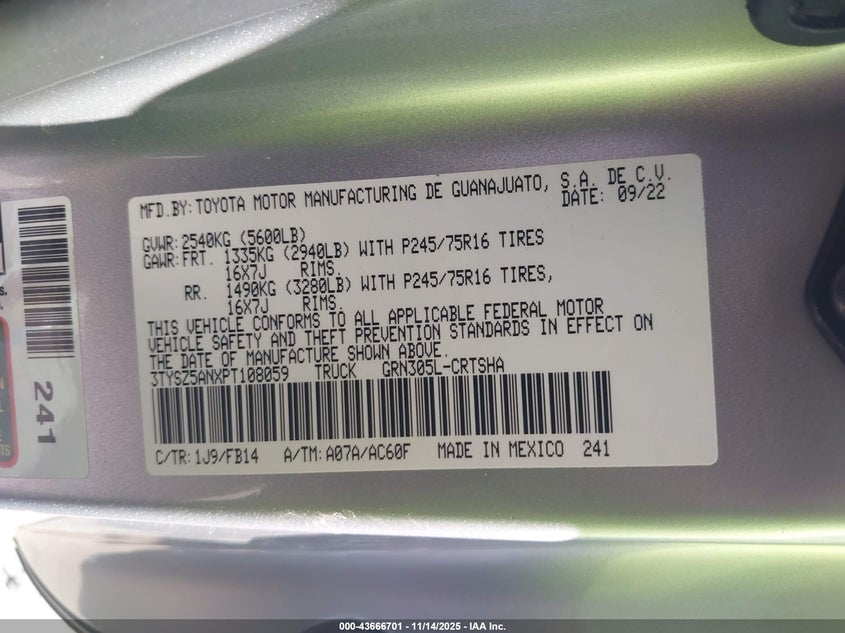 MFD.BY:TOYOTA MOTOR MANUFACTURING DE GUANAJUATO, S.A. DE C.V.
DATE: 09/22
GVWR:2540KG (5600LB)
GAWR:FRT. 1335KG (2940LB) WITH P245/75R16 TIRES
16X7J RIMS.
RR. 1490KG (3280LB) WITH P245/75R16 TIRES,
16X7J RIMS.
THIS VEHICLE CONFORMS TO ALL APPLICABLE FEDERAL MOTOR
VEHICLE SAFETY AND THEFT PREVENTION STANDARDS IN EFFECT ON
THE DATE OF MANUFACTURE SHOWN ABOVE.
3TYSZ5ANXPT108059 TRUCK GRN305L-CRTSHA
C/TR:1J9/FB14 A/TM:A07A/AC60F MADE IN MEXICO 241
241
000-43666701 | 11/14/2025 - IAA Inc.